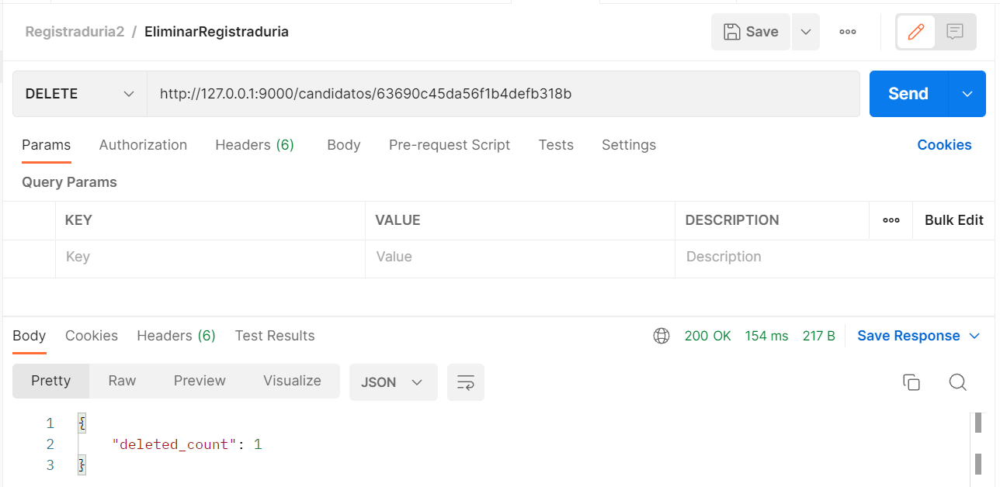 Registraduria2 / EliminarRegistraduria
Save
DELETE
http://127.0.0.1:9000/candidatos/63690c45da56f1b4defb318b
Send
Params Authorization Headers (6) Body Pre-request Script Tests Settings Cookies
Query Params
KEY VALUE DESCRIPTION Bulk Edit
Key Value Description
Body Cookies Headers (6) Test Results 200 OK 154 ms 217 B Save Response
Pretty Raw Preview Visualize JSON
1 {
2 "deleted_count": 1
3 }